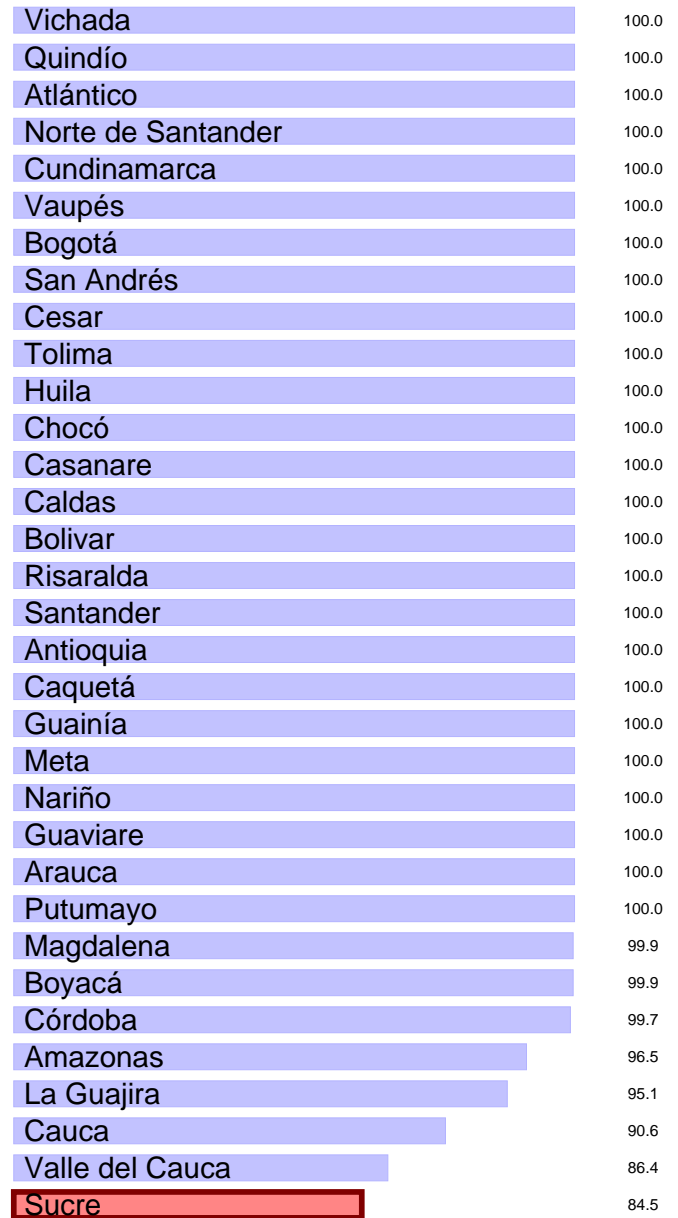 Vichada 100.0
Quindío 100.0
Atlántico 100.0
Norte de Santander 100.0
Cundinamarca 100.0
Vaupés 100.0
Bogotá 100.0
San Andrés 100.0
Cesar 100.0
Tolima 100.0
Huila 100.0
Chocó 100.0
Casanare 100.0
Caldas 100.0
Bolivar 100.0
Risaralda 100.0
Santander 100.0
Antioquia 100.0
Caquetá 100.0
Guainía 100.0
Meta 100.0
Nariño 100.0
Guaviare 100.0
Arauca 100.0
Putumayo 100.0
Magdalena 99.9
Boyacá 99.9
Córdoba 99.7
Amazonas 96.5
La Guajira 95.1
Cauca 90.6
Valle del Cauca 86.4
Sucre 84.5